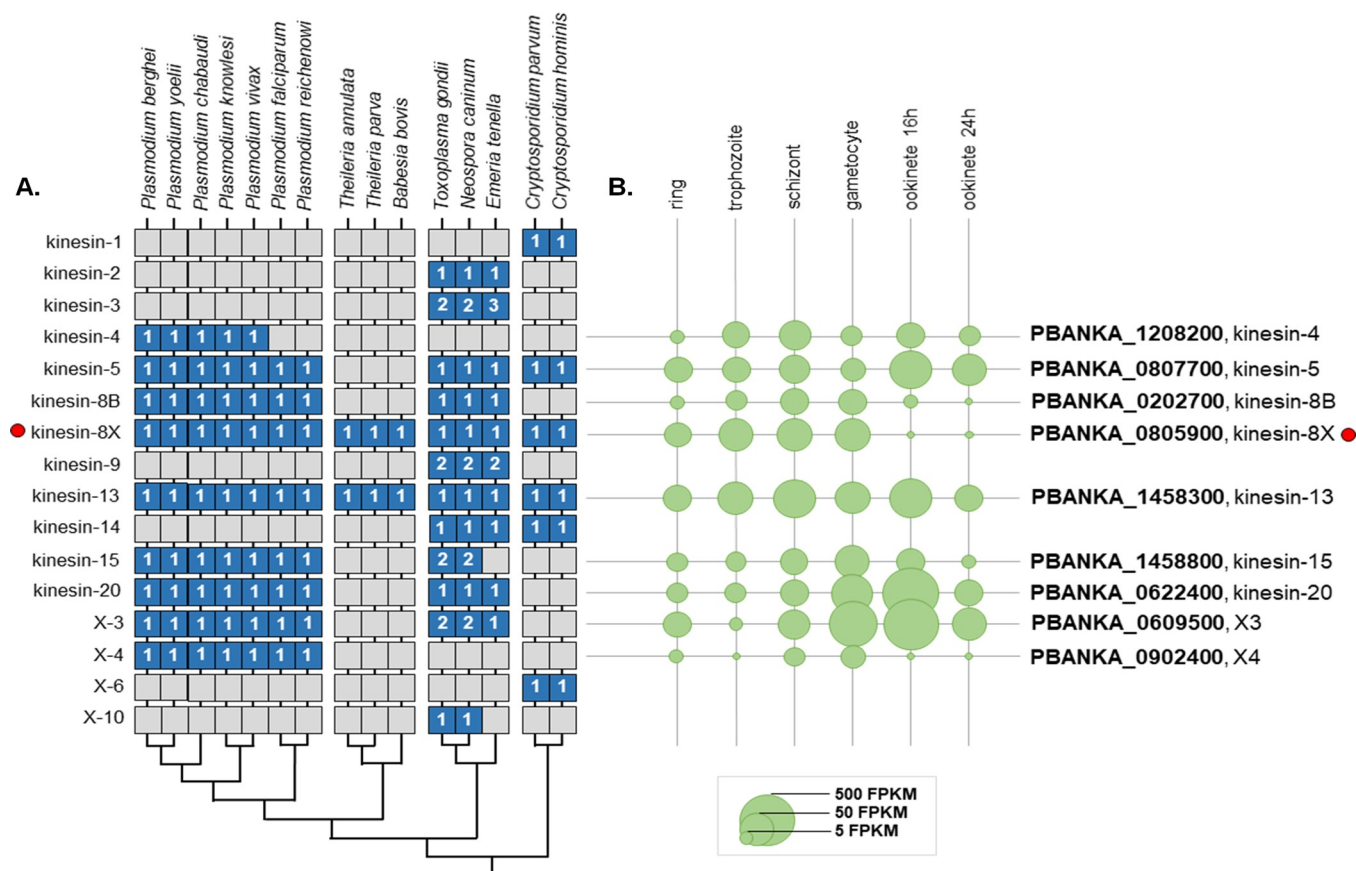 A.
Plasmodium berghei
Plasmodium yoelii
Plasmodium chabaudi
Plasmodium knowlesi
Plasmodium vivax
Plasmodium falciparum
Plasmodium reichenowi
Theileria annulata
Theileria parva
Babesia bovis
Toxoplasma gondii
Neospora caninum
Emeria tenella
Cryptosporidium parvum
Cryptosporidium hominis
kinesin-1 1 1
kinesin-2 1 1 1
kinesin-3 2 2 3
kinesin-4 1 1 1 1 1
kinesin-5 1 1 1 1 1 1 1 1 1 1 1 1
kinesin-8B 1 1 1 1 1 1 1 1 1 1
kinesin-8X 1 1 1 1 1 1 1 1 1 1 1 1 1 1 1
kinesin-9 2 2 2
kinesin-13 1 1 1 1 1 1 1 1 1 1 1 1 1 1 1
kinesin-14 1 1 1 1 1
kinesin-15 1 1 1 1 1 1 1 2 2
kinesin-20 1 1 1 1 1 1 1 1 1 1
X-3 1 1 1 1 1 1 1 2 2 1
X-4 1 1 1 1 1 1 1
X-6 1 1
X-10 1 1
B.
ring
trophozoite
schizont
gametocyte
ookinete 16h
ookinete 24h
PBANKA_1208200, kinesin-4
PBANKA_0807700, kinesin-5
PBANKA_0202700, kinesin-8B
PBANKA_0805900, kinesin-8X
PBANKA_1458300, kinesin-13
PBANKA_1458800, kinesin-15
PBANKA_0622400, kinesin-20
PBANKA_0609500, X3
PBANKA_0902400, X4
500 FPKM
50 FPKM
5 FPKM